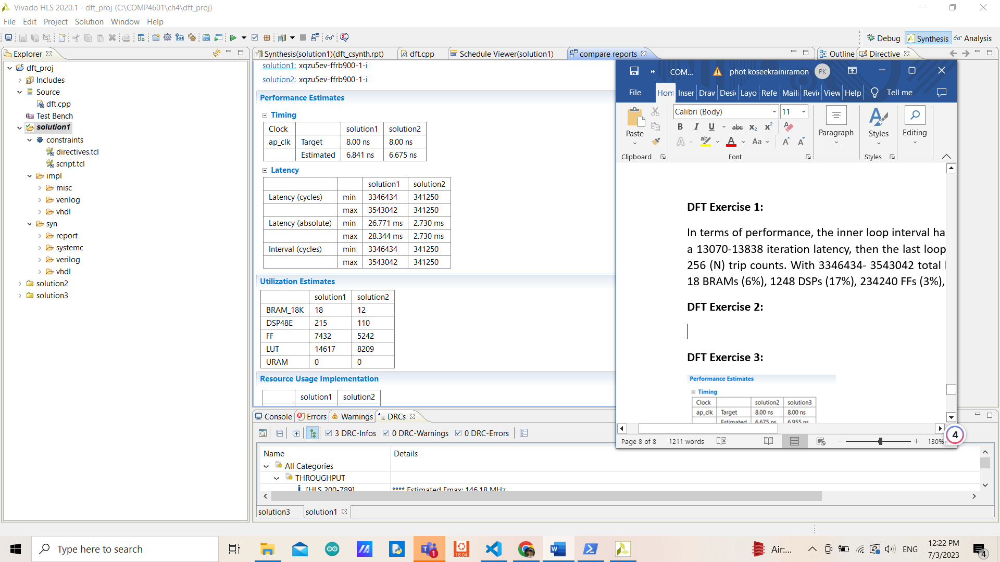 Vivado HLS 2020.1 - dft_proj (C:\COMP4601\ch4\dft_proj)
File Edit Project Solution Window Help
Debug Synthesis Analysis
Explorer
dft_proj
Includes
Source
dft.cpp
Test Bench
solution1
constraints
directives.tcl
script.tcl
impl
misc
verilog
vhdl
syn
report
systemc
verilog
vhdl
solution2
solution3
Synthesis(solution1)(dft_csynth.rpt) dft.cpp Schedule Viewer(solution1) compare reports
Outline Directive
solution1: xqzu5ev-ffrb900-1-i
solution2: xqzu5ev-ffrb900-1-i
Performance Estimates
Timing
Clock solution1 solution2
ap_clk Target 8.00 ns 8.00 ns
Estimated 6.841 ns 6.675 ns
Latency
solution1 solution2
Latency (cycles) min 3346434 341250
max 3543042 341250
Latency (absolute) min 26.771 ms 2.730 ms
max 28.344 ms 2.730 ms
Interval (cycles) min 3346434 341250
max 3543042 341250
Utilization Estimates
solution1 solution2
BRAM_18K 18 12
DSP48E 215 110
FF 7432 5242
LUT 14617 8209
URAM 0 0
Resource Usage Implementation
solution1 solution2
COM... phot koseekrainiramon PK
File Hom Inser Draw Desi Layo Refe Maili Revie View Help Tell me
Paste
Clipboard
Calibri (Body) 11
B I U abc x₂ x²
A ab A Aa A A
Font
Paragraph
Styles
Styles
Editing
DFT Exercise 1:
In terms of performance, the inner loop interval ha
a 13070-13838 iteration latency, then the last loop
256 (N) trip counts. With 3346434- 3543042 total
18 BRAMs (6%), 1248 DSPs (17%), 234240 FFs (3%),
DFT Exercise 2:
DFT Exercise 3:
Performance Estimates
Timing
Clock solution2 solution3
ap_clk Target 8.00 ns 8.00 ns
Estimated 6.675 ns 6.955 ns
Page 8 of 8 1211 words 130%
4
Console Errors Warnings DRCs
3 DRC-Infos 0 DRC-Warnings 0 DRC-Errors
Name Details
All Categories
THROUGHPUT
[HLS 200-789] **** Estimated Fmax: 146.18 MHz
solution3 solution1
Type here to search
1
18.04
Air:...
ENG
12:22 PM
7/3/2023
4